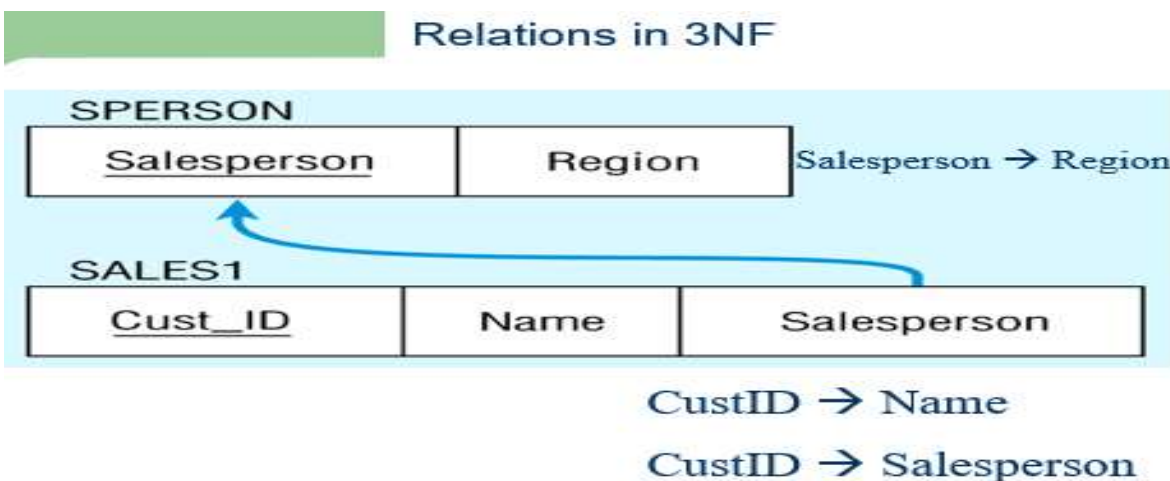 Relations in 3NF
SPERSON
Salesperson Region Salesperson → Region
SALES1
Cust_ID Name Salesperson
CustID → Name
CustID → Salesperson